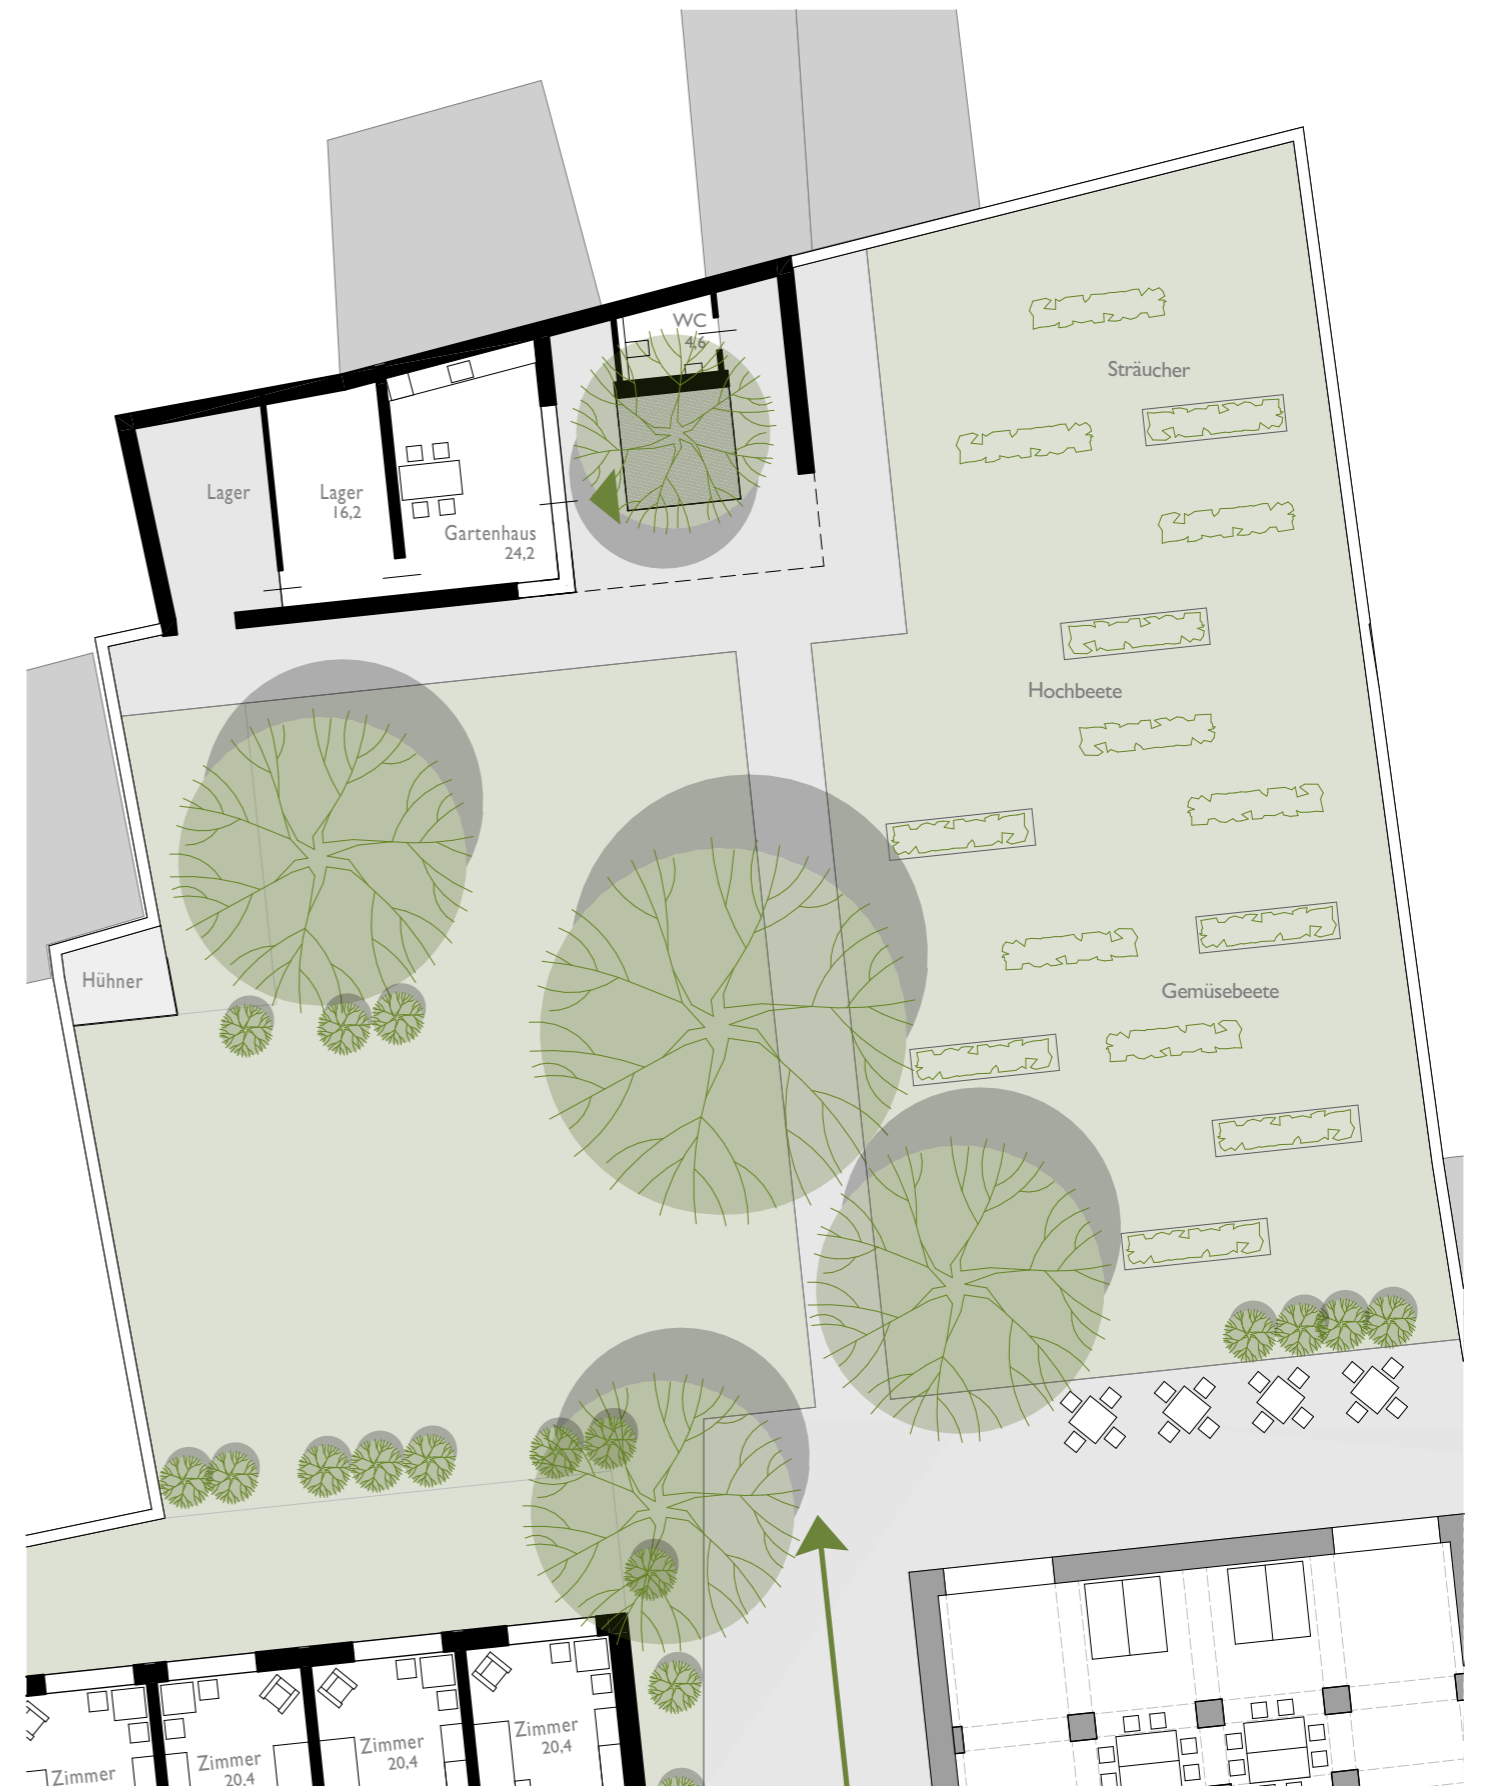 WC
4,6
Sträucher
Lager
Lager
16,2
Gartenhaus
24,2
Hochbeete
Hühner
Gemüsebeete
Zimmer
20,4
Zimmer
20,4
Zimmer
20,4
Zimmer